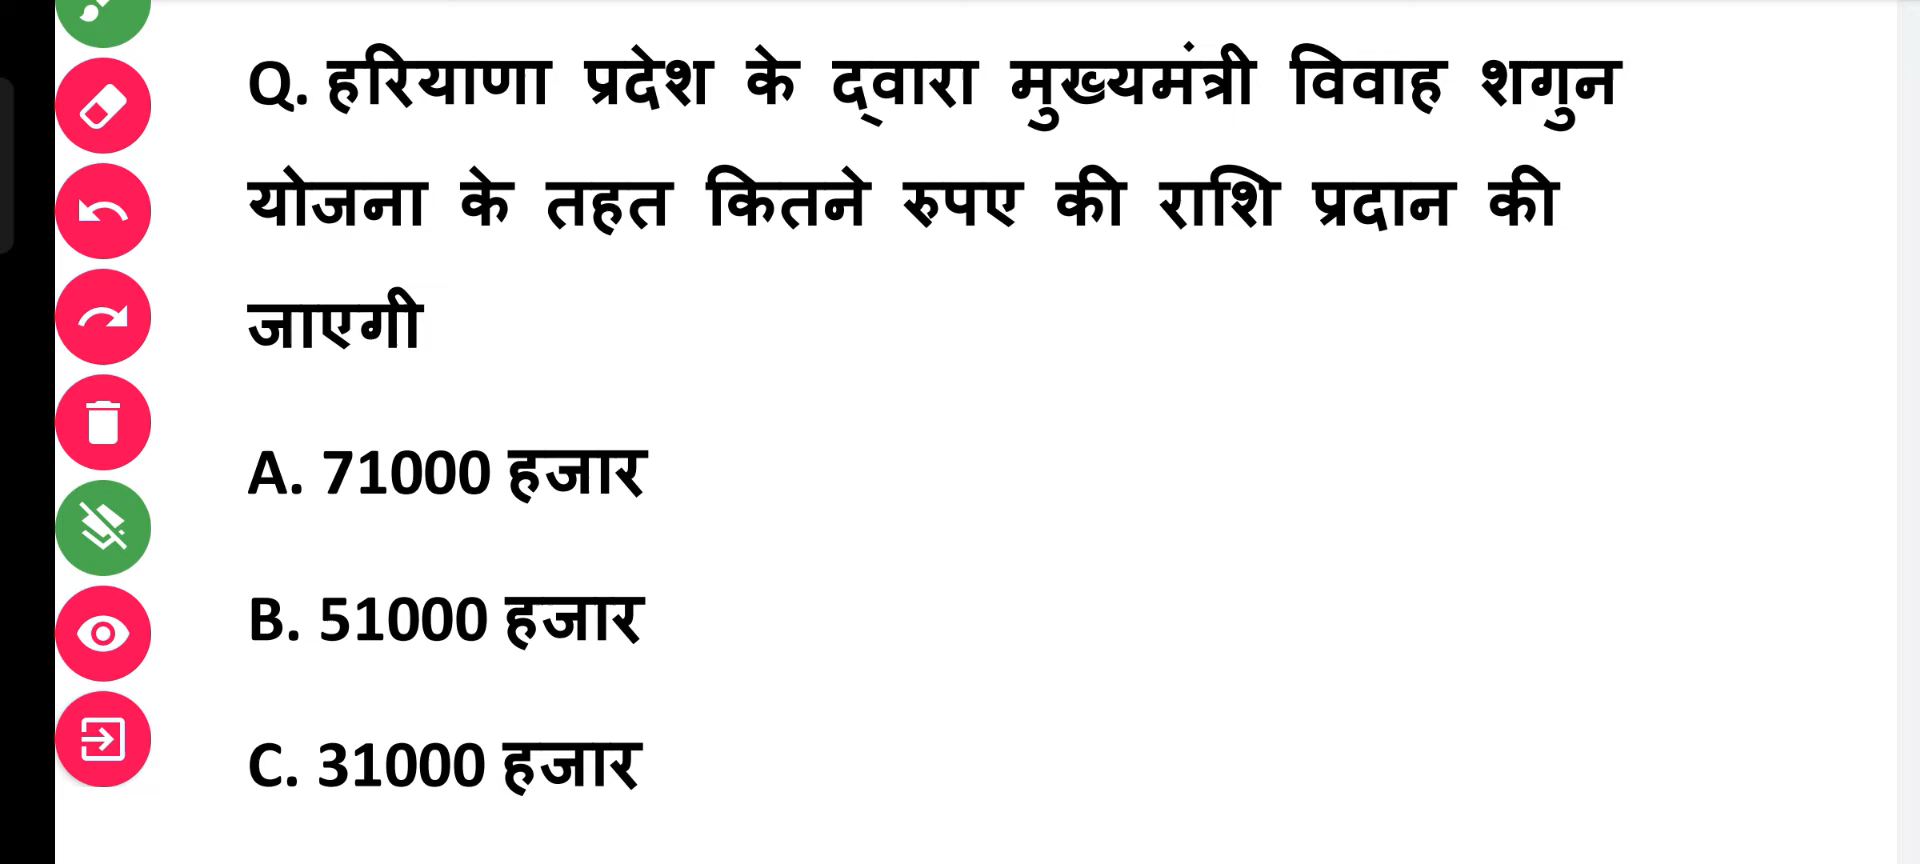 Q. हरियाणा प्रदेश के द्वारा मुख्यमंत्री विवाह शगुन
योजना के तहत कितने रुपए की राशि प्रदान की
जाएगी
A. 71000 हजार
B. 51000 हजार
C. 31000 हजार